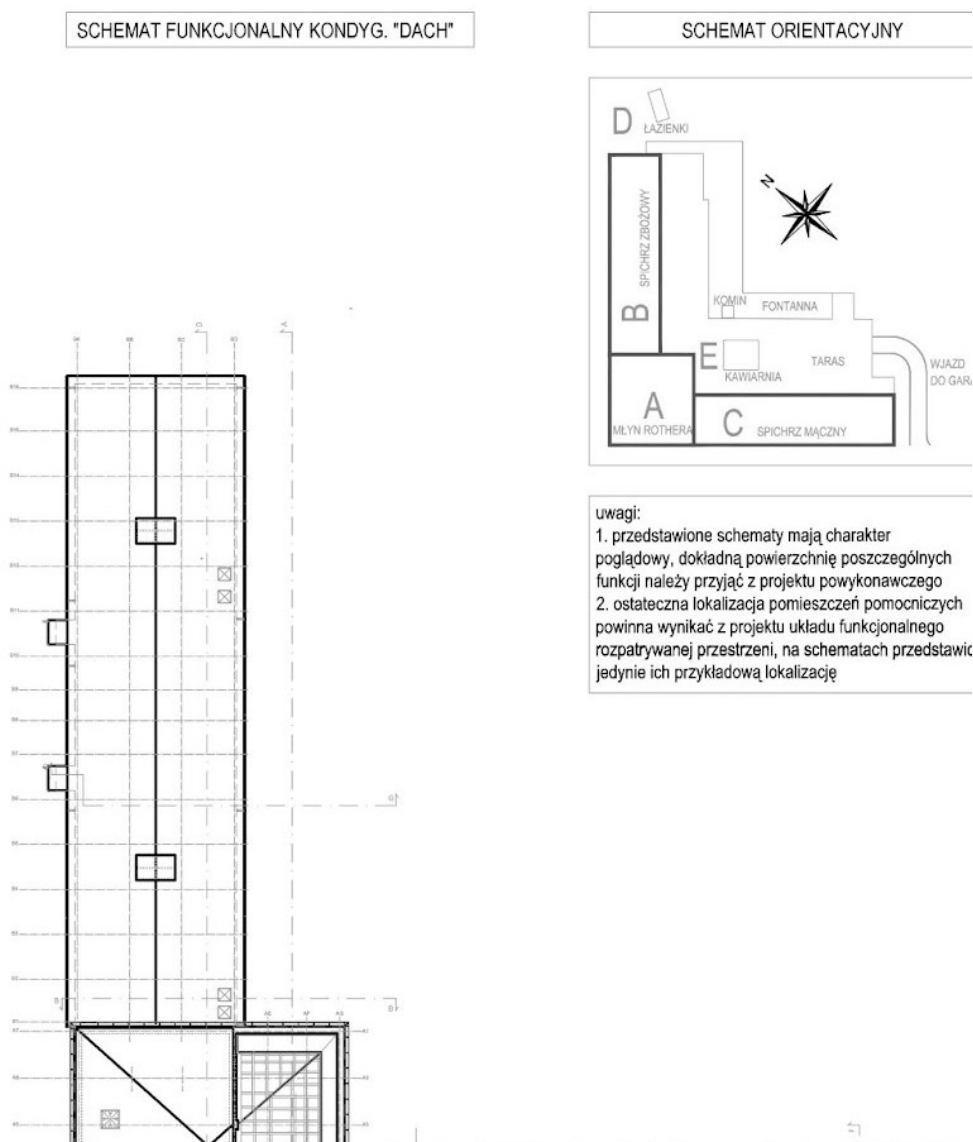 SCHEMAT FUNKCJONALNY KONDYG. "DACH"
SCHEMAT ORIENTACYJNY
D
ŁAZIENKI
N
SPICHRZ ZBOŻOWY
B
KOMIN
FONTANNA
E
KAWIARNIA
TARAS
WJAZD
DO GARA
A
MŁYN ROTHERA
C
SPICHRZ MĄCZNY
uwagi:
1. przedstawione schematy mają charakter
poglądowy, dokładną powierzchnię poszczególnych
funkcji należy przyjąć z projektu powykonawczego
2. ostateczna lokalizacja pomieszczeń pomocniczych
powinna wynikać z projektu układu funkcjonalnego
rozpatrywanej przestrzeni, na schematach przedstawio
jedynie ich przykładową lokalizację